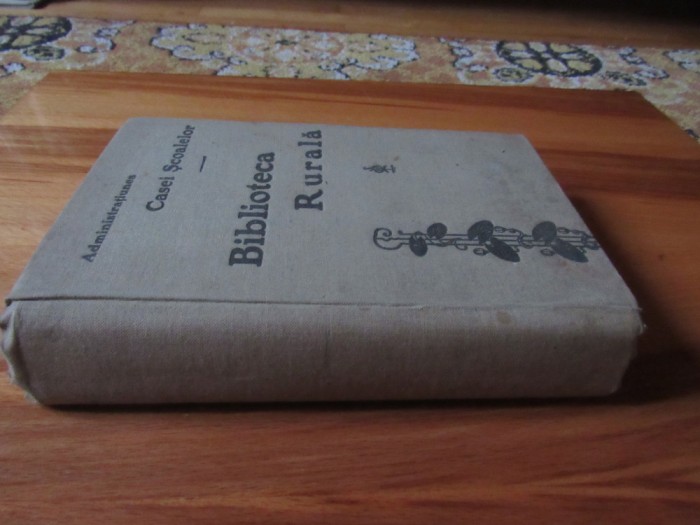 Administrațiunea
Casei Școalelor
Biblioteca
Rurală